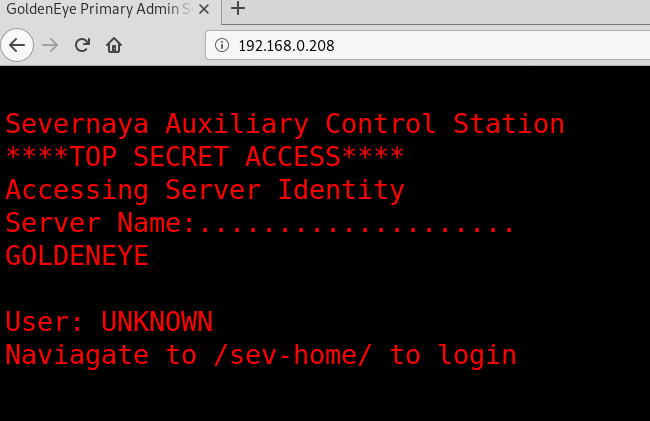 GoldenEye Primary Admin S
192.168.0.208
Severnaya Auxiliary Control Station
****TOP SECRET ACCESS****
Accessing Server Identity
Server Name:....................
GOLDENEYE
User: UNKNOWN
Naviagate to /sev-home/ to login